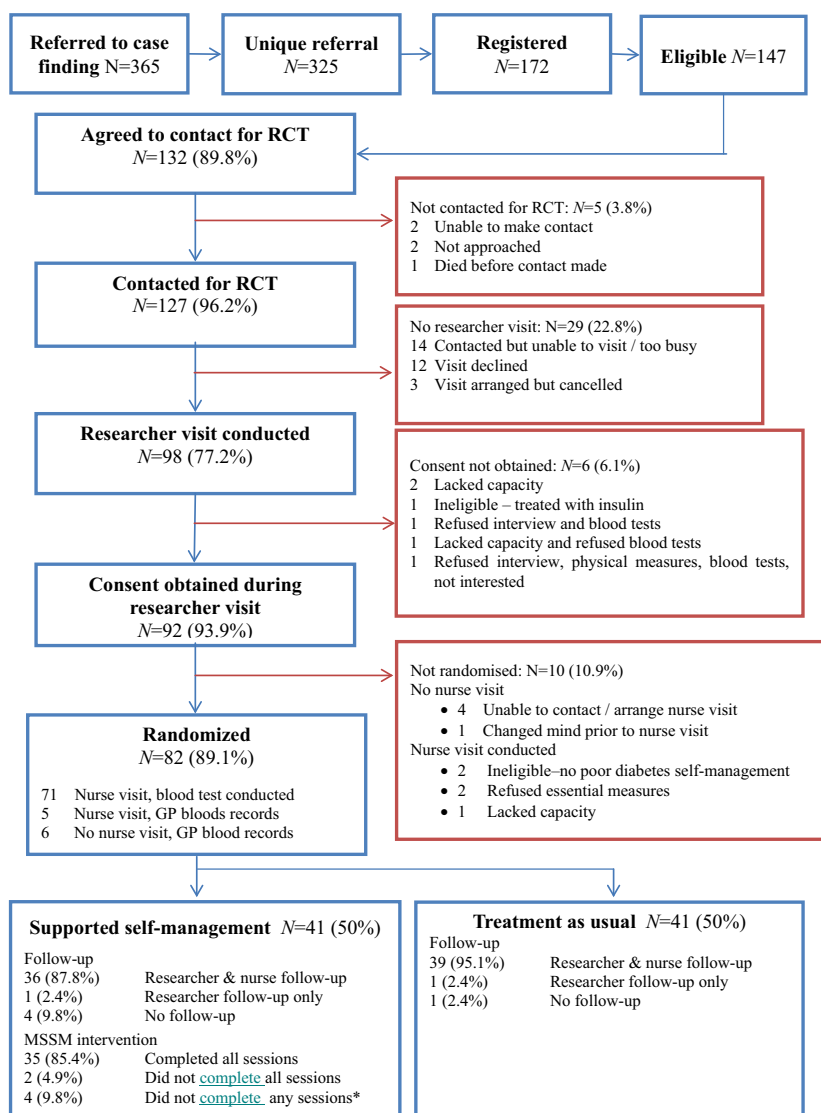 Referred to case
finding N=365
Unique referral
N=325
Registered
N=172
Eligible N=147
Agreed to contact for RCT
N=132 (89.8%)
Not contacted for RCT: N=5 (3.8%)
2 Unable to make contact
2 Not approached
1 Died before contact made
Contacted for RCT
N=127 (96.2%)
No researcher visit: N=29 (22.8%)
14 Contacted but unable to visit / too busy
12 Visit declined
3 Visit arranged but cancelled
Researcher visit conducted
N=98 (77.2%)
Consent not obtained: N=6 (6.1%)
2 Lacked capacity
1 Ineligible – treated with insulin
1 Refused interview and blood tests
1 Lacked capacity and refused blood tests
1 Refused interview, physical measures, blood tests,
not interested
Consent obtained during
researcher visit
N=92 (93.9%)
Not randomised: N=10 (10.9%)
No nurse visit
• 4 Unable to contact / arrange nurse visit
• 1 Changed mind prior to nurse visit
Nurse visit conducted
• 2 Ineligible–no poor diabetes self-management
• 2 Refused essential measures
• 1 Lacked capacity
Randomized
N=82 (89.1%)
71 Nurse visit, blood test conducted
5 Nurse visit, GP bloods records
6 No nurse visit, GP blood records
Supported self-management N=41 (50%)
Follow-up
36 (87.8%) Researcher & nurse follow-up
1 (2.4%) Researcher follow-up only
4 (9.8%) No follow-up
MSSM intervention
35 (85.4%) Completed all sessions
2 (4.9%) Did not complete all sessions
4 (9.8%) Did not complete any sessions*
Treatment as usual N=41 (50%)
Follow-up
39 (95.1%) Researcher & nurse follow-up
1 (2.4%) Researcher follow-up only
1 (2.4%) No follow-up